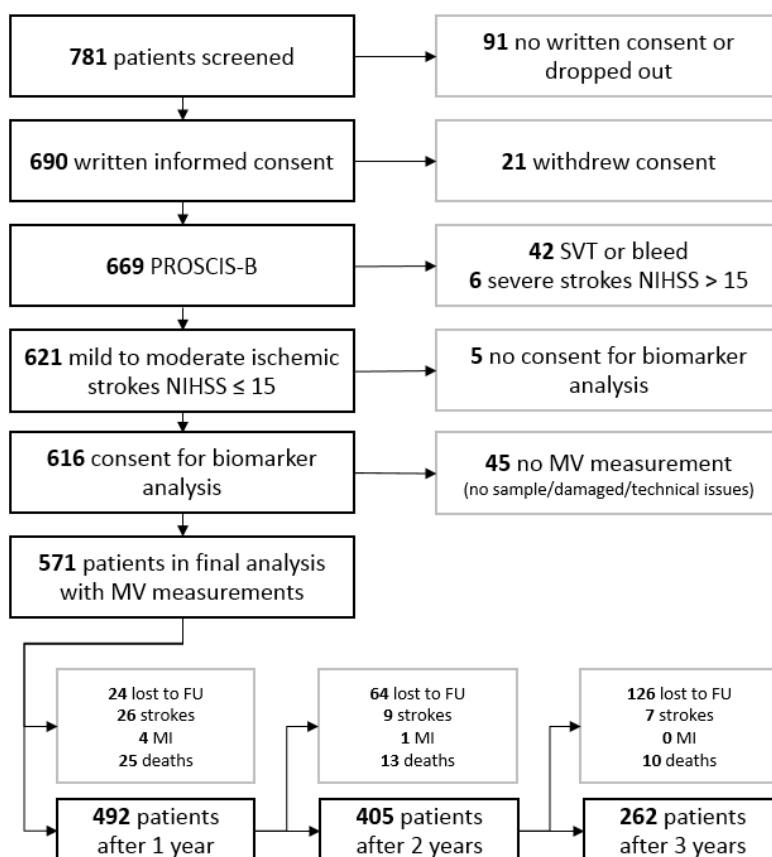 781 patients screened
91 no written consent or
dropped out
690 written informed consent
21 withdrew consent
669 PROSCIS-B
42 SVT or bleed
6 severe strokes NIHSS > 15
621 mild to moderate ischemic
strokes NIHSS ≤ 15
5 no consent for biomarker
analysis
616 consent for biomarker
analysis
45 no MV measurement
(no sample/damaged/technical issues)
571 patients in final analysis
with MV measurements
24 lost to FU
26 strokes
4 MI
25 deaths
64 lost to FU
9 strokes
1 MI
13 deaths
126 lost to FU
7 strokes
0 MI
10 deaths
492 patients
after 1 year
405 patients
after 2 years
262 patients
after 3 years